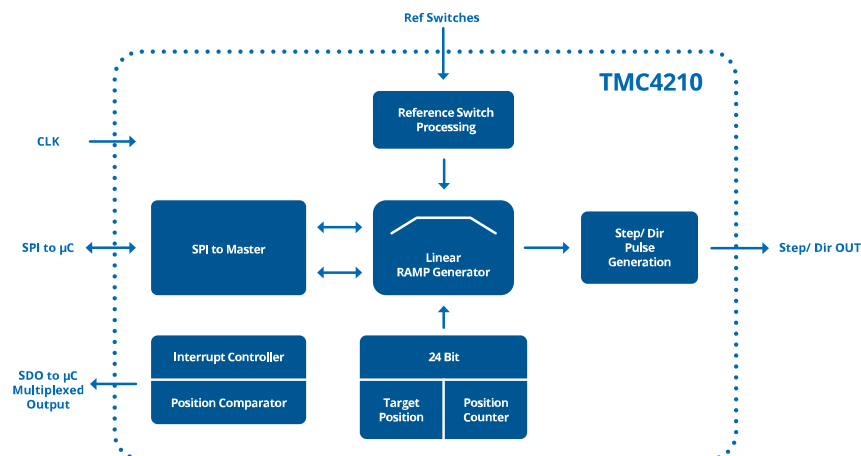 Ref Switches
TMC4210
Reference Switch
Processing
CLK
SPI to µC
SPI to Master
Linear
RAMP Generator
Step/ Dir
Pulse
Generation
Step/ Dir OUT
Interrupt Controller
24 Bit
SDO to µC
Multiplexed
Output
Position Comparator
Target
Position
Position
Counter